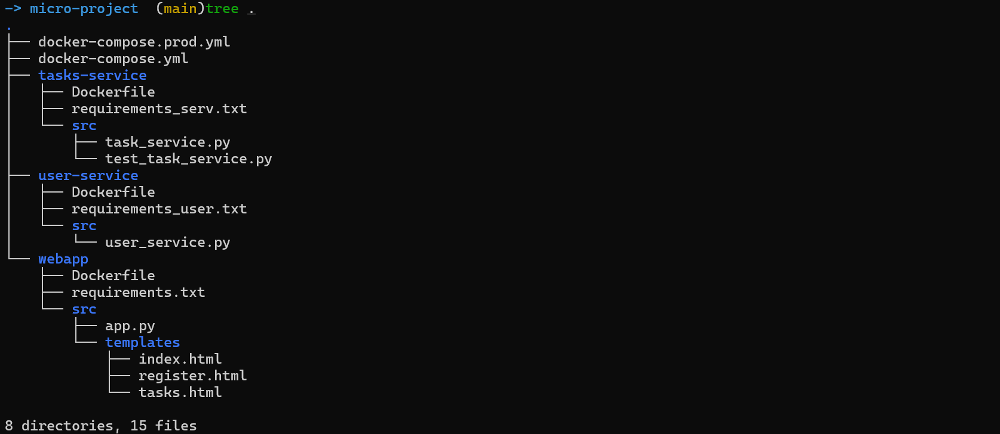 -> micro-project  (main)tree .
.
├── docker-compose.prod.yml
├── docker-compose.yml
├── tasks-service
│   ├── Dockerfile
│   ├── requirements_serv.txt
│   └── src
│       ├── task_service.py
│       └── test_task_service.py
├── user-service
│   ├── Dockerfile
│   ├── requirements_user.txt
│   └── src
│       └── user_service.py
└── webapp
    ├── Dockerfile
    ├── requirements.txt
    └── src
        ├── app.py
        └── templates
            ├── index.html
            ├── register.html
            └── tasks.html

8 directories, 15 files